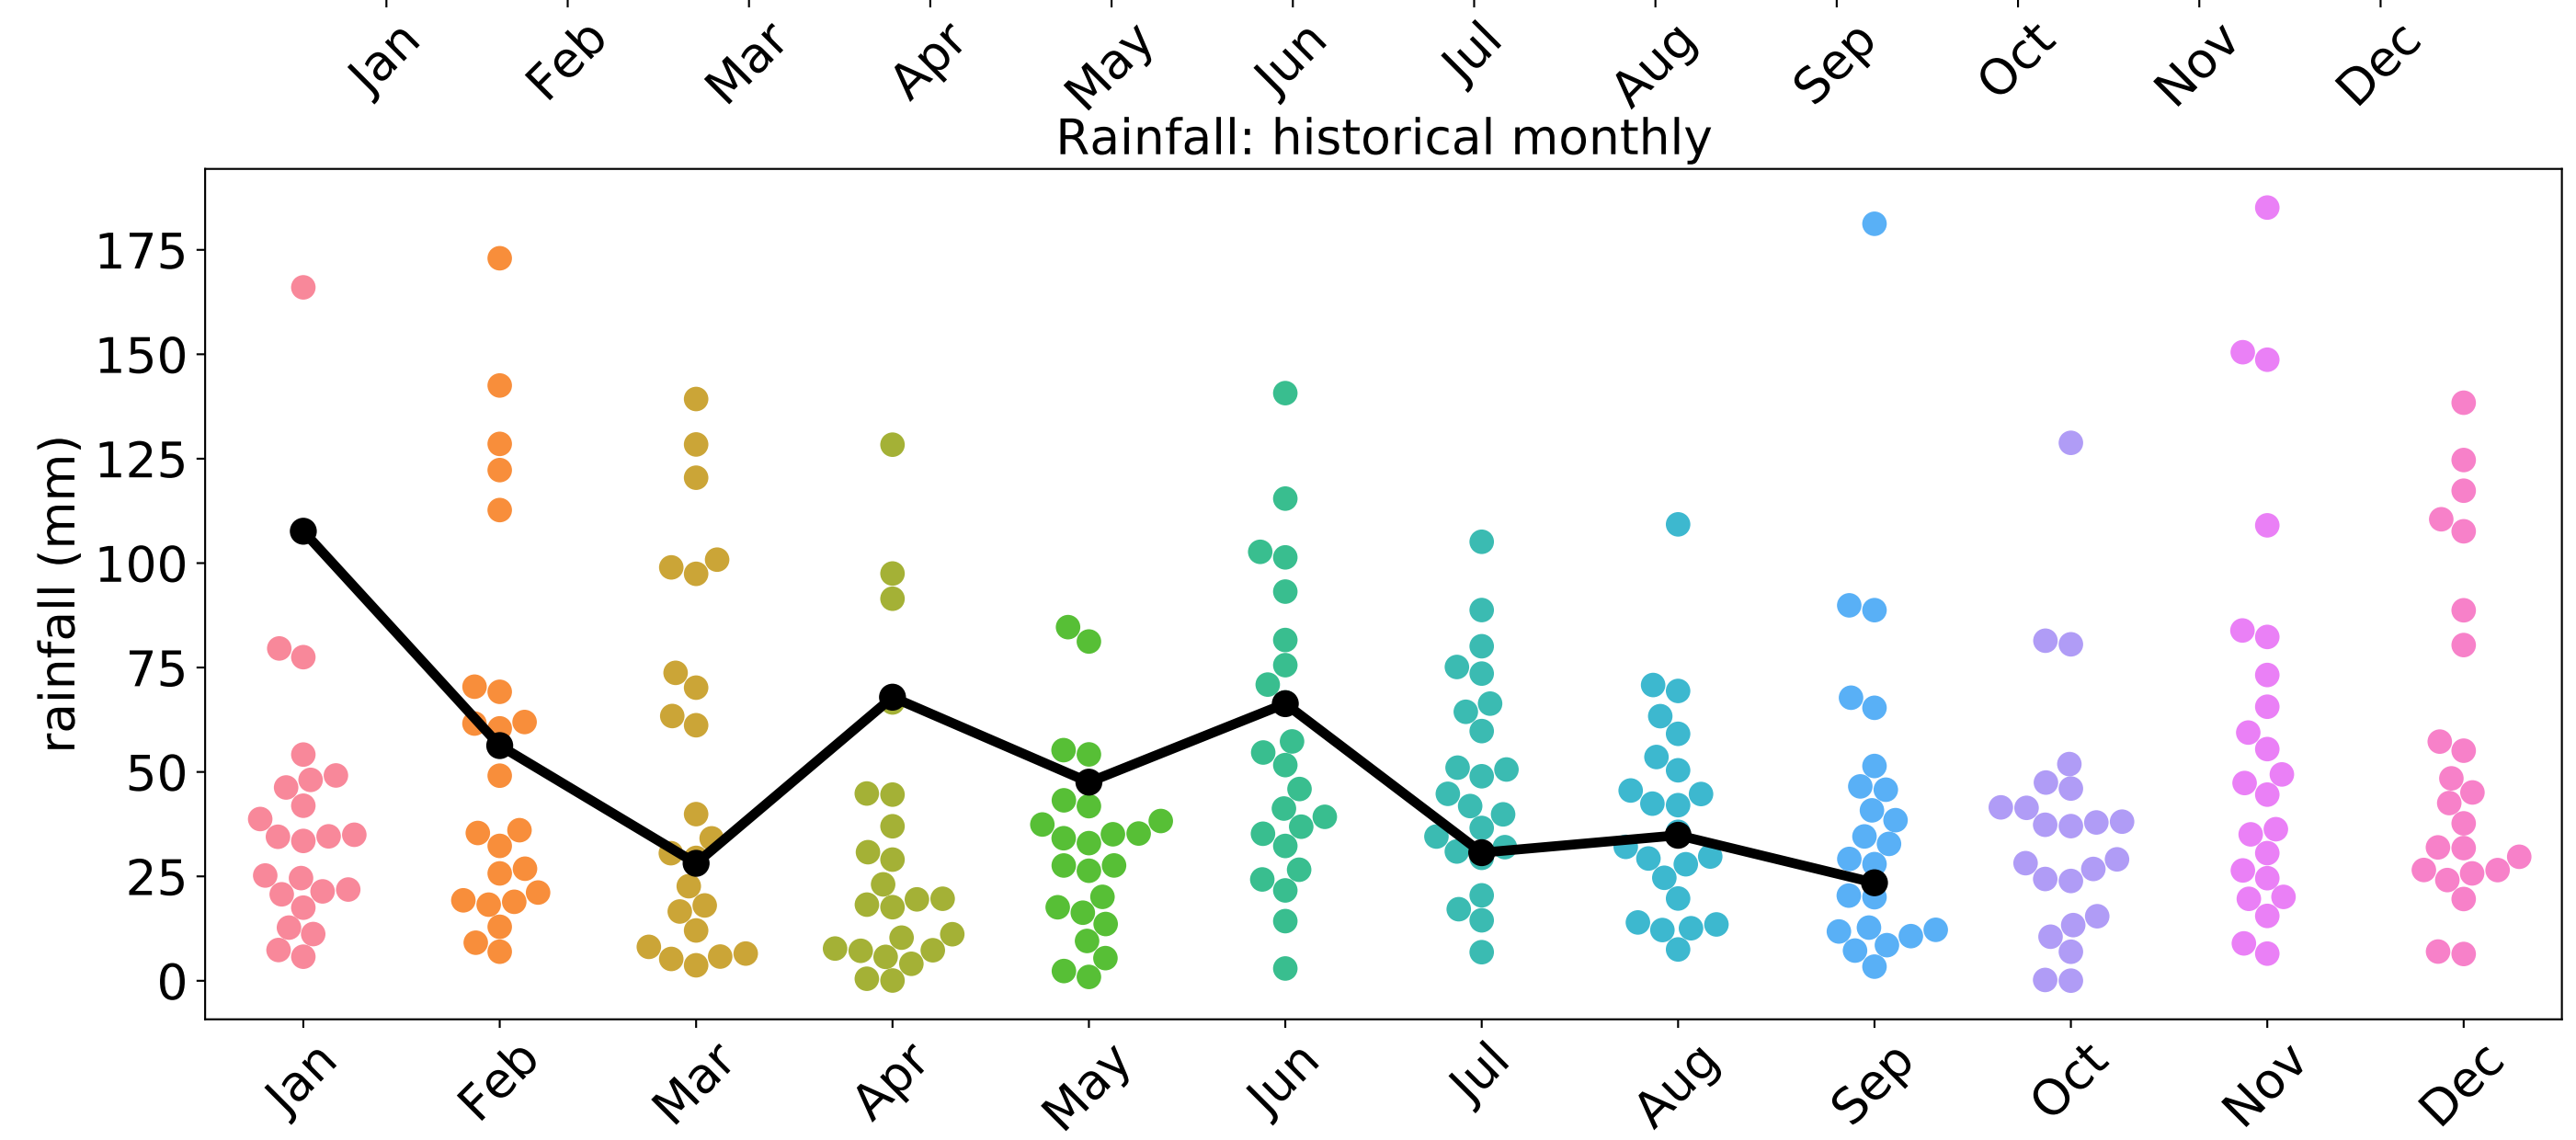 Jan Feb Mar Apr May Jun Jul Aug Sep Oct Nov Dec
Rainfall: historical monthly
rainfall (mm)
175
150
125
100
75
50
25
0
Jan Feb Mar Apr May Jun Jul Aug Sep Oct Nov Dec